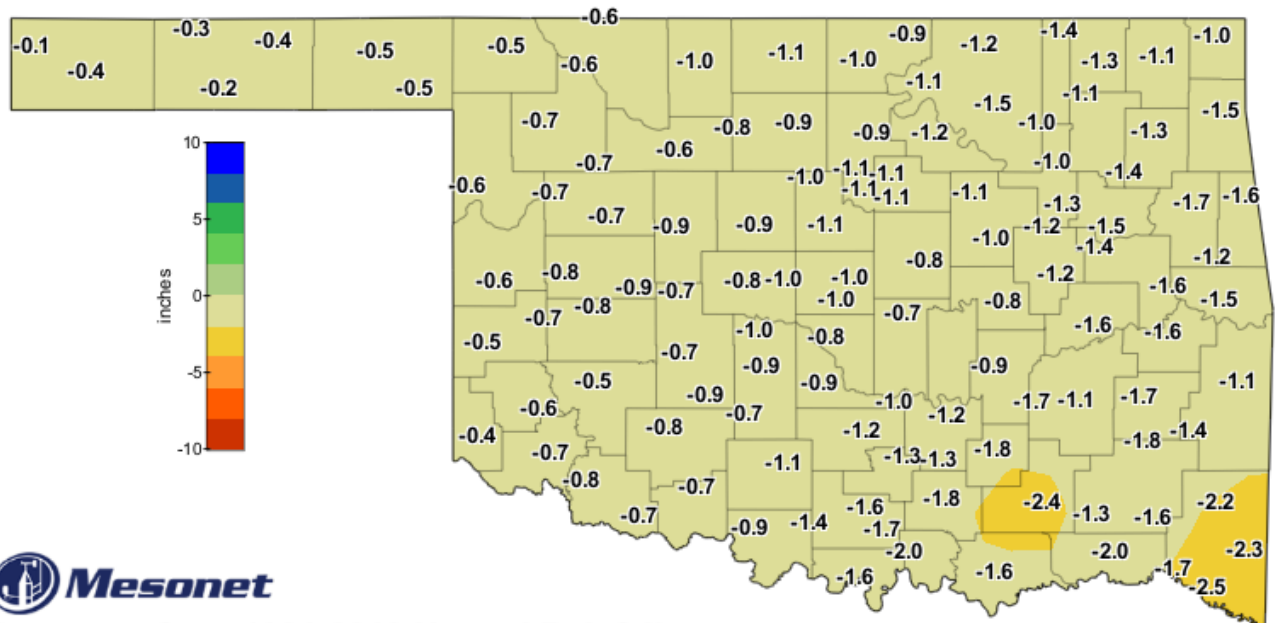 -0.6
-0.1 -0.3 -0.4 -0.5 -0.5 -1.1 -0.9 -1.2 -1.4 -1.0
-0.4 -0.6 -1.0 -1.0 -1.3 -1.1
-0.2 -0.5 -1.1 -1.1
-0.7 -0.8 -0.9 -0.9 -1.2 -1.5 -1.0 -1.3 -1.5
10
-0.7 -0.6 -1.0 -1.1 -1.1 -1.0 -1.4
-0.6 -0.7 -1.1 -1.1 -1.1 -1.3 -1.7 -1.6
5 -0.7 -0.9 -0.9 -1.1 -1.0 -1.2 -1.5
-1.4
-0.6 -0.8 -0.9 -0.7 -0.8 -1.0 -1.0 -0.8 -1.2 -1.6 -1.2
0 -0.7 -0.8 -1.0 -0.7 -0.8 -1.5
inches
-0.5 -0.7 -1.0 -0.8 -1.6 -1.6
-5 -0.5 -0.9 -0.9 -0.9 -1.1
-0.6 -0.9 -0.7 -1.0 -1.2 -1.7 -1.1 -1.7
-10 -0.4 -0.8 -1.2 -1.8 -1.8 -1.4
-0.7 -1.1 -1.3 -1.3
-0.8 -0.7 -1.8 -2.4 -2.2
-0.7 -0.9 -1.4 -1.6 -1.7 -1.3 -1.6
-2.0 -2.0 -2.3
-1.6 -1.6 -1.7 -2.5
Mesonet